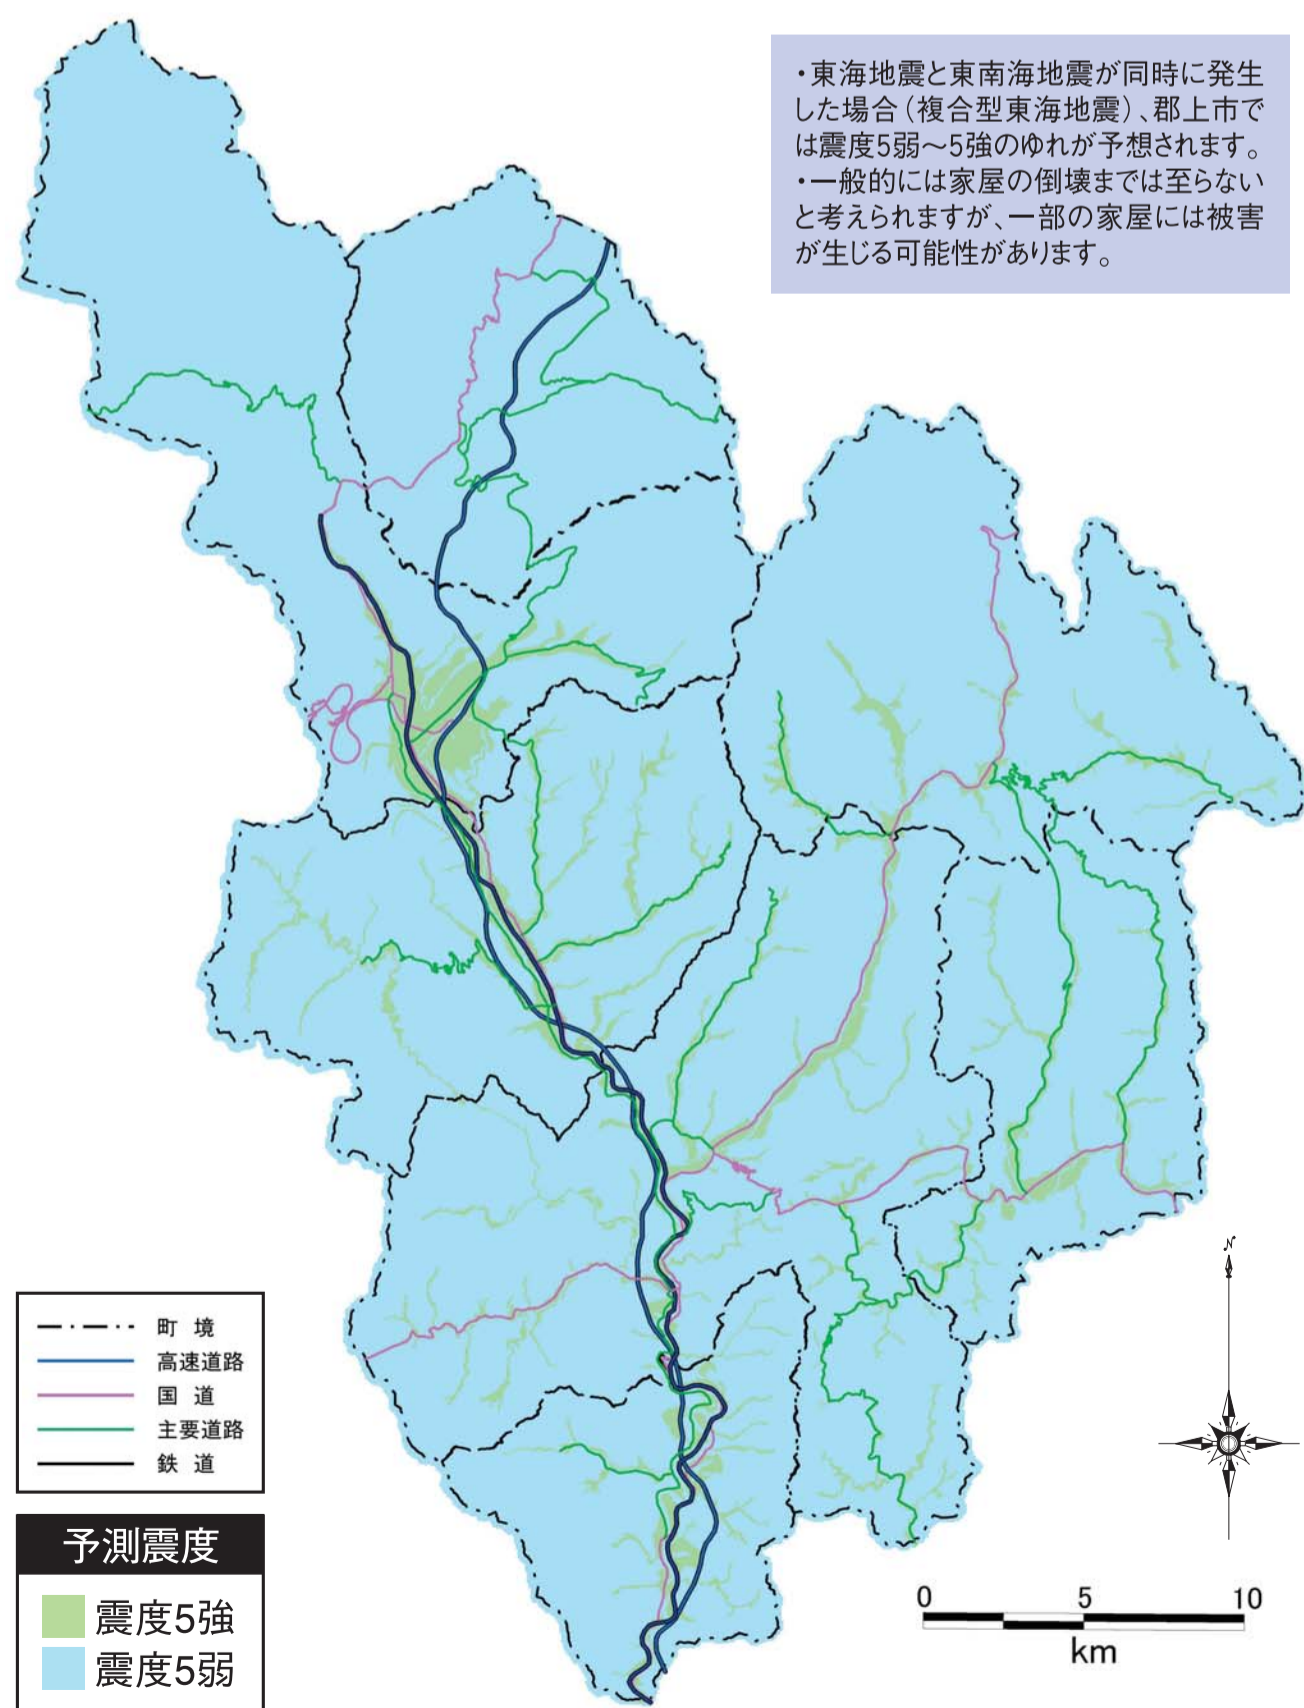 ・東海地震と東南海地震が同時に発生
した場合（複合型東海地震）、郡上市で
は震度5弱～5強のゆれが予想されます。
・一般的には家屋の倒壊までは至らない
と考えられますが、一部の家屋には被害
が生じる可能性があります。
町 境
高速道路
国 道
主要道路
鉄 道
予測震度
震度5強
震度5弱
N
0 5 10
km